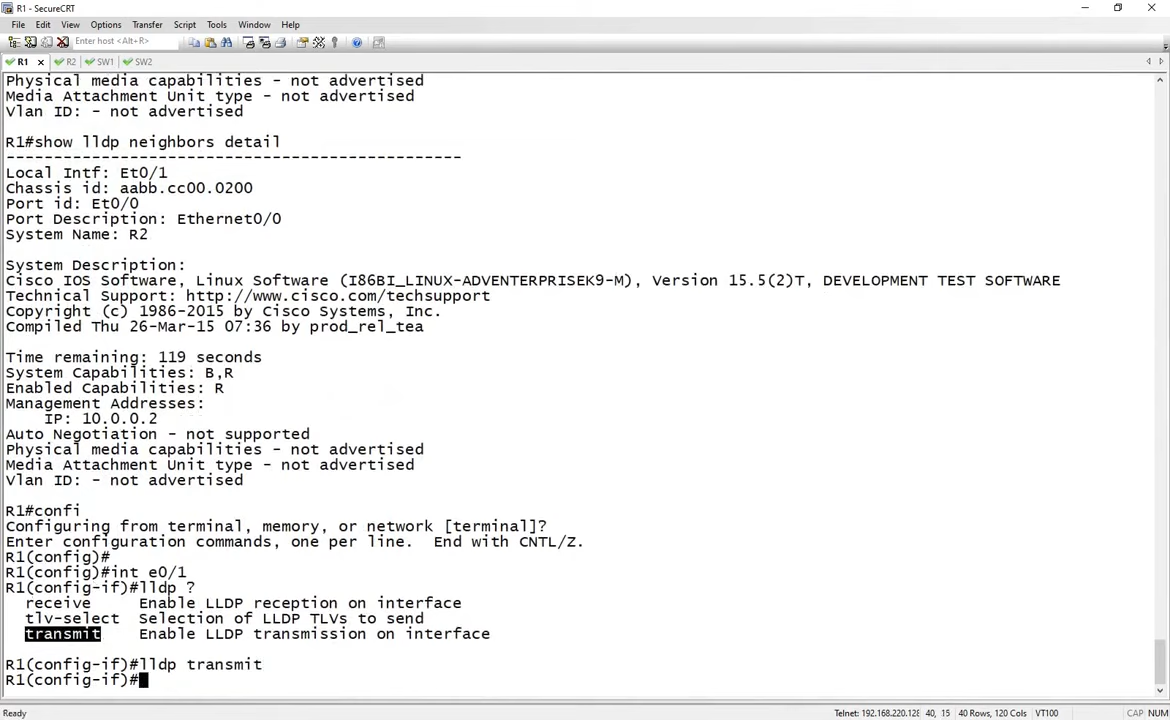 R1 - SecureCRT
File Edit View Options Transfer Script Tools Window Help
Enter host <Alt+R>
R1 R2 SW1 SW2
Physical media capabilities - not advertised
Media Attachment Unit type - not advertised
Vlan ID: - not advertised
R1#show lldp neighbors detail
------------------------------------------------
Local Intf: Et0/1
Chassis id: aabb.cc00.0200
Port id: Et0/0
Port Description: Ethernet0/0
System Name: R2
System Description:
Cisco IOS Software, Linux Software (I86BI_LINUX-ADVENTERPRISEK9-M), Version 15.5(2)T, DEVELOPMENT TEST SOFTWARE
Technical Support: http://www.cisco.com/techsupport
Copyright (c) 1986-2015 by Cisco Systems, Inc.
Compiled Thu 26-Mar-15 07:36 by prod_rel_tea
Time remaining: 119 seconds
System Capabilities: B,R
Enabled Capabilities: R
Management Addresses:
IP: 10.0.0.2
Auto Negotiation - not supported
Physical media capabilities - not advertised
Media Attachment Unit type - not advertised
Vlan ID: - not advertised
R1#confi
Configuring from terminal, memory, or network [terminal]?
Enter configuration commands, one per line. End with CNTL/Z.
R1(config)#
R1(config)#int e0/1
R1(config-if)#lldp ?
receive Enable LLDP reception on interface
tlv-select Selection of LLDP TLVs to send
transmit Enable LLDP transmission on interface
R1(config-if)#lldp transmit
R1(config-if)#
Ready Telnet: 192.168.220.128 40, 15 40 Rows, 120 Cols VT100 CAP NUM